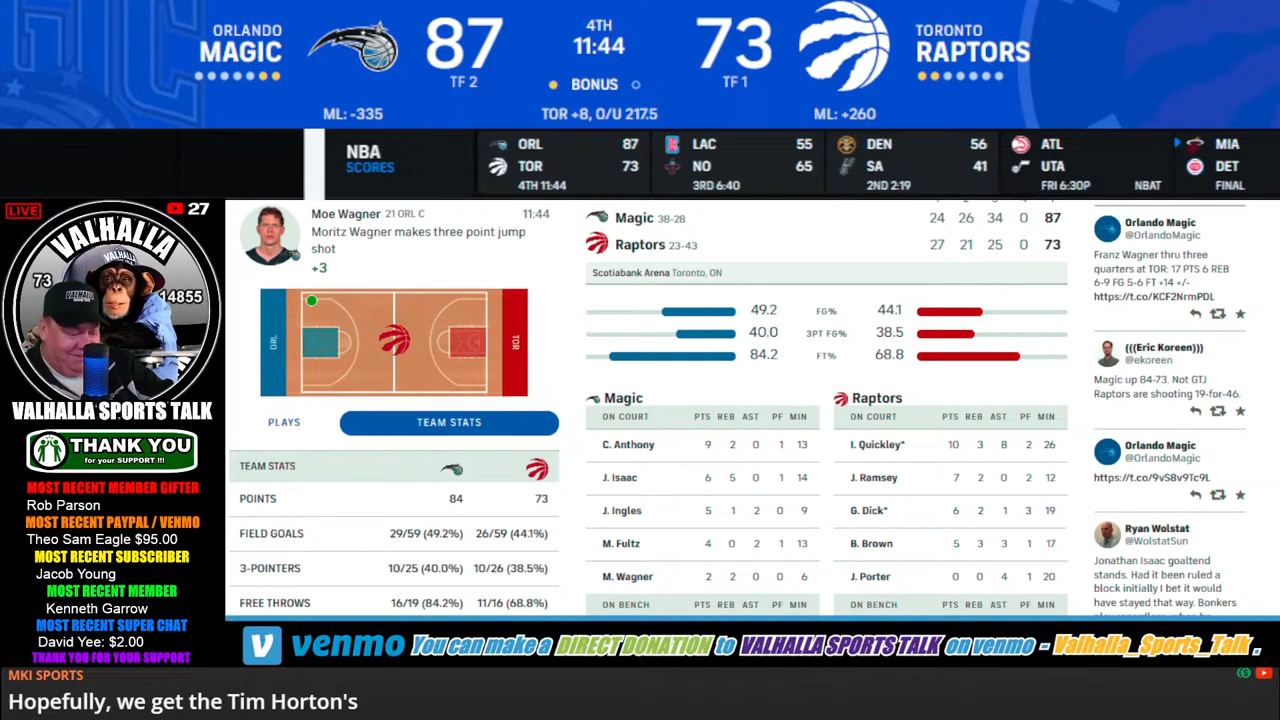 ORLANDO
MAGIC
87
TF 2
4TH
11:44
BONUS
73
TF 1
TORONTO
RAPTORS
ML: -335
TOR +8, O/U 217.5
ML: +260
NBA
SCORES
ORL 87
TOR 73
4TH 11:44
LAC 55
NO 65
3RD 6:40
DEN 56
SA 41
2ND 2:19
ATL
UTA
FRI 6:30P NBAT
MIA
DET
FINAL
LIVE
27
VALHALLA
VALHALLA
VALHALLA
73
14855
VALHALLA SPORTS TALK
THANK YOU
for your SUPPORT !!!
MOST RECENT MEMBER GIFTER
Rob Parson
MOST RECENT PAYPAL / VENMO
Theo Sam Eagle $95.00
MOST RECENT SUBSCRIBER
Jacob Young
MOST RECENT MEMBER
Kenneth Garrow
MOST RECENT SUPER CHAT
David Yee: $2.00
THANK YOU FOR YOUR SUPPORT
Moe Wagner 21 ORL C 11:44
Moritz Wagner makes three point jump
shot
+3
ORL
TOR
PLAYS TEAM STATS
TEAM STATS
POINTS 84 73
FIELD GOALS 29/59 (49.2%) 26/59 (44.1%)
3-POINTERS 10/25 (40.0%) 10/26 (38.5%)
FREE THROWS 16/19 (84.2%) 11/16 (68.8%)
Magic 38-28 24 26 34 0 87
Raptors 23-43 27 21 25 0 73
Scotiabank Arena Toronto, ON
49.2 FG% 44.1
40.0 3PT FG% 38.5
84.2 FT% 68.8
Magic
ON COURT PTS REB AST PF MIN
C. Anthony 9 2 0 1 13
J. Isaac 6 5 0 1 14
J. Ingles 5 1 2 0 9
M. Fultz 4 0 2 1 13
M. Wagner 2 2 0 0 6
ON BENCH PTS REB AST PF MIN
Raptors
ON COURT PTS REB AST PF MIN
I. Quickley* 10 3 8 2 26
J. Ramsey 7 2 0 2 12
G. Dick* 6 2 1 3 19
B. Brown 5 3 3 1 17
J. Porter 0 0 4 1 20
ON BENCH PTS REB AST PF MIN
Orlando Magic
@OrlandoMagic
Franz Wagner thru three
quarters at TOR: 17 PTS 6 REB
6-9 FG 5-6 FT +14 +/-
https://t.co/KCF2NrmPDL
(((Eric Koreen)))
@ekoreen
Magic up 84-73. Not GTJ
Raptors are shooting 19-for-46.
Orlando Magic
@OrlandoMagic
https://t.co/9vS8v9Tc9L
Ryan Wolstat
@WolstatSun
Jonathan Isaac goaltend
stands. Had it been ruled a
block initially I bet it would
have stayed that way. Bonkers
venmo You can make a DIRECT DONATION to VALHALLA SPORTS TALK on venmo - Valhalla_Sports_Talk .
MKI SPORTS
Hopefully, we get the Tim Horton's